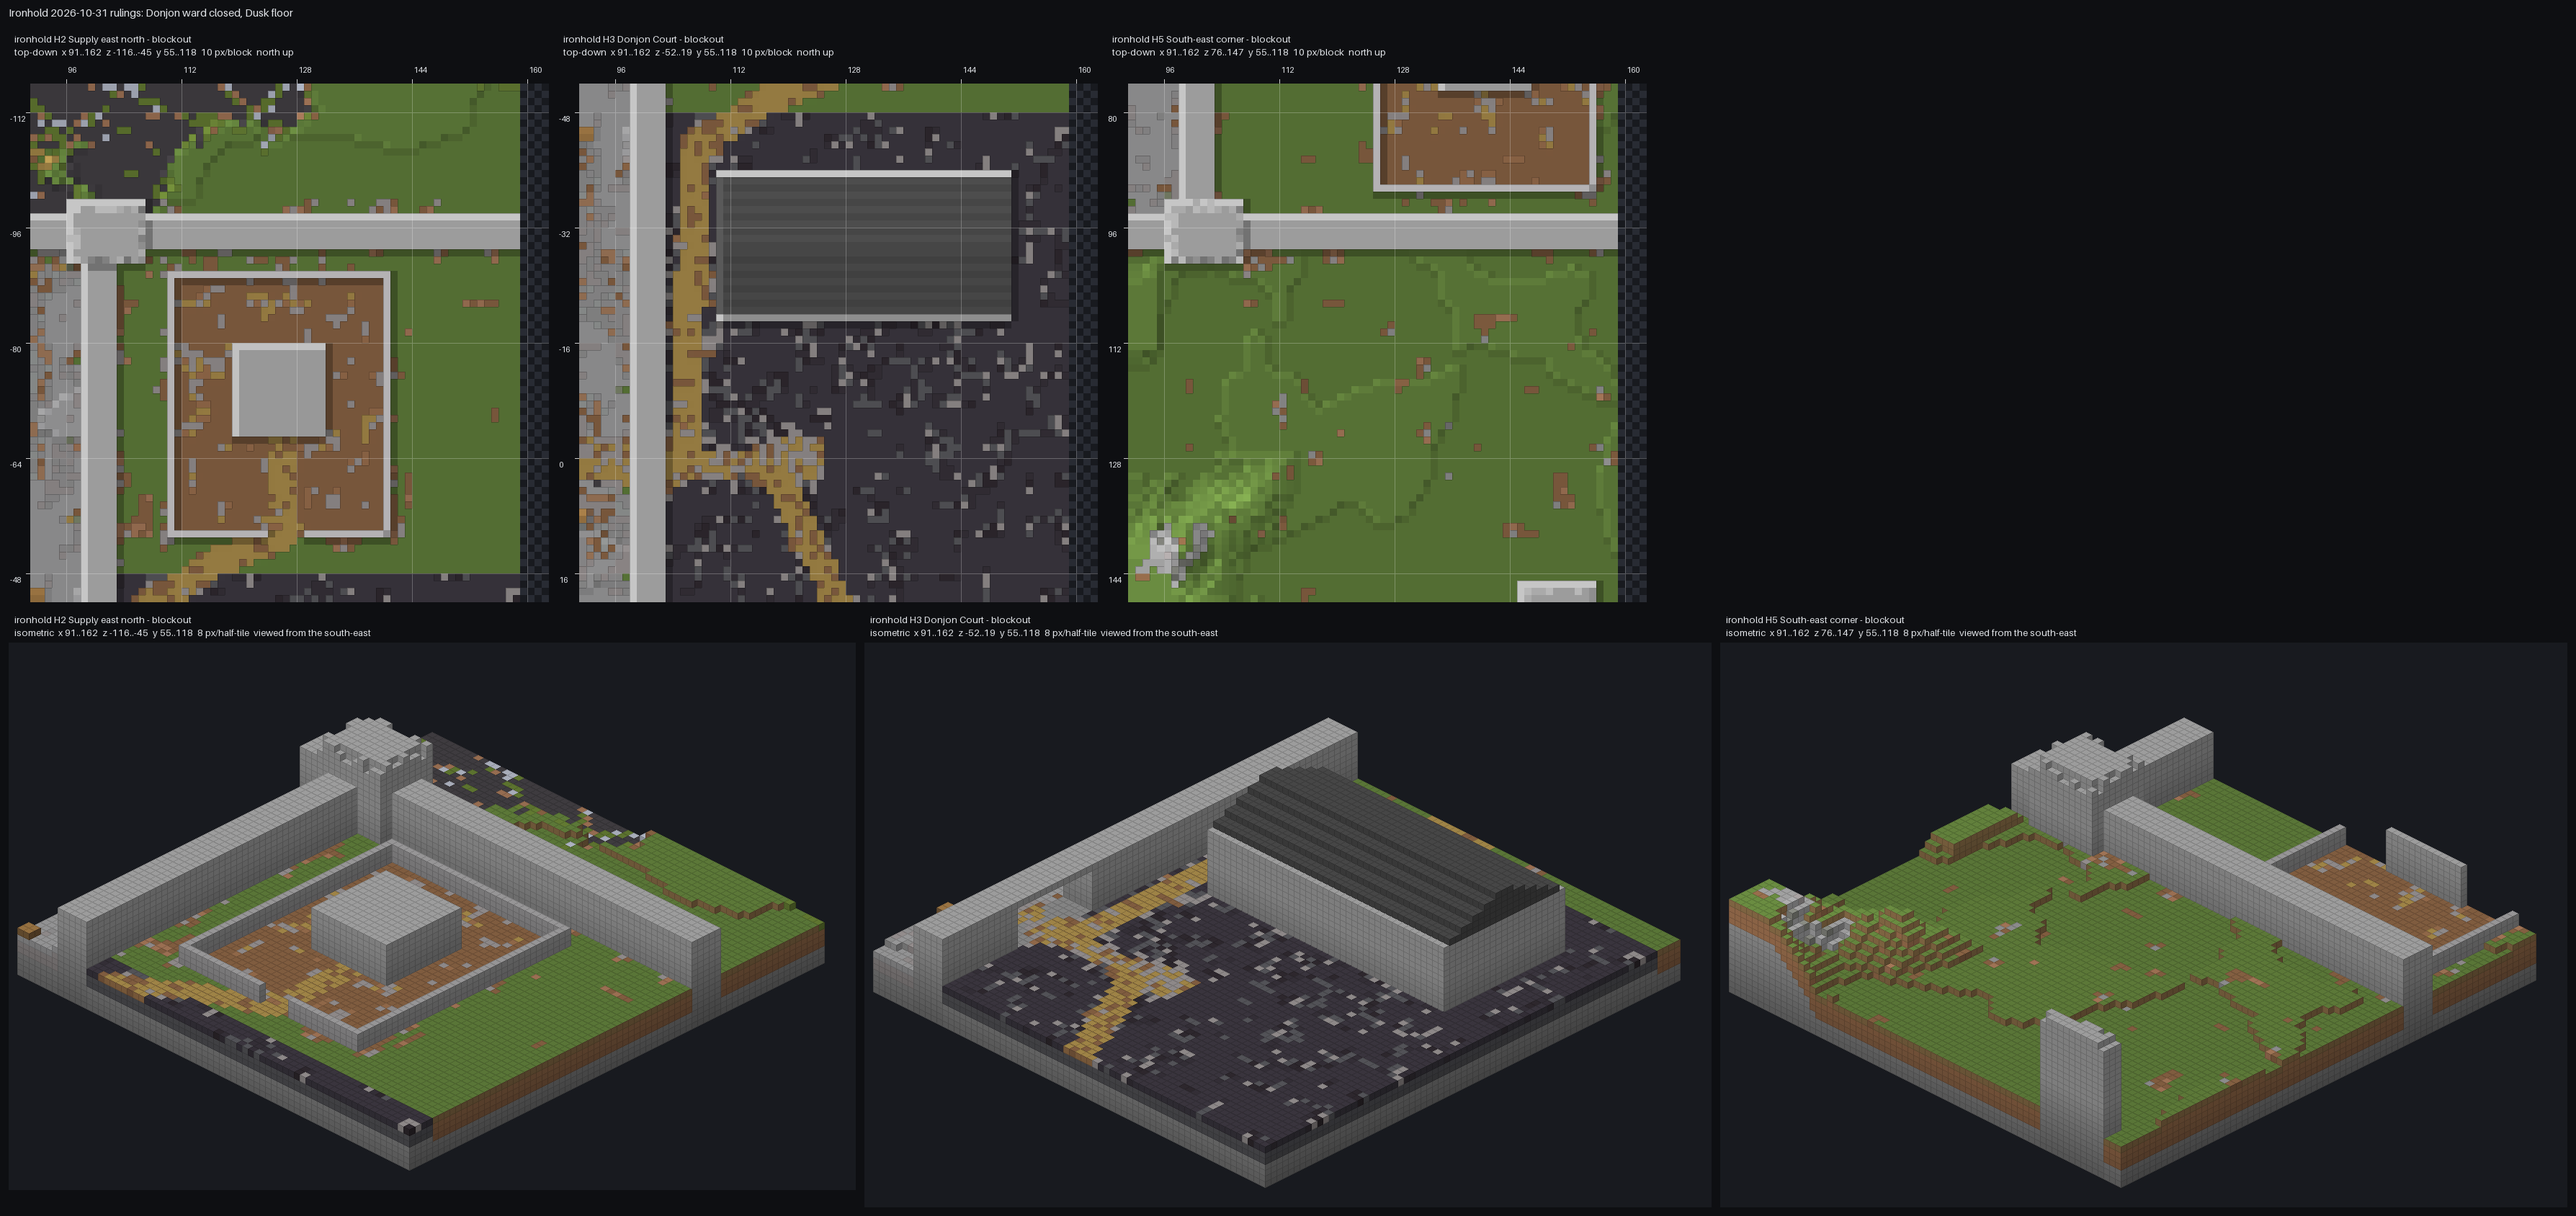 Ironhold 2026-10-31 rulings: Donjon ward closed, Dusk floor
ironhold H2 Supply east north - blockout
top-down x 91..162 z -116..-45 y 55..118 10 px/block north up
96 112 128 144 160
-112
-96
-80
-64
-48
ironhold H3 Donjon Court - blockout
top-down x 91..162 z -52..19 y 55..118 10 px/block north up
96 112 128 144 160
-48
-32
-16
0
16
ironhold H5 South-east corner - blockout
top-down x 91..162 z 76..147 y 55..118 10 px/block north up
96 112 128 144 160
80
96
112
128
144
ironhold H2 Supply east north - blockout
isometric x 91..162 z -116..-45 y 55..118 8 px/half-tile viewed from the south-east
ironhold H3 Donjon Court - blockout
isometric x 91..162 z -52..19 y 55..118 8 px/half-tile viewed from the south-east
ironhold H5 South-east corner - blockout
isometric x 91..162 z 76..147 y 55..118 8 px/half-tile viewed from the south-east